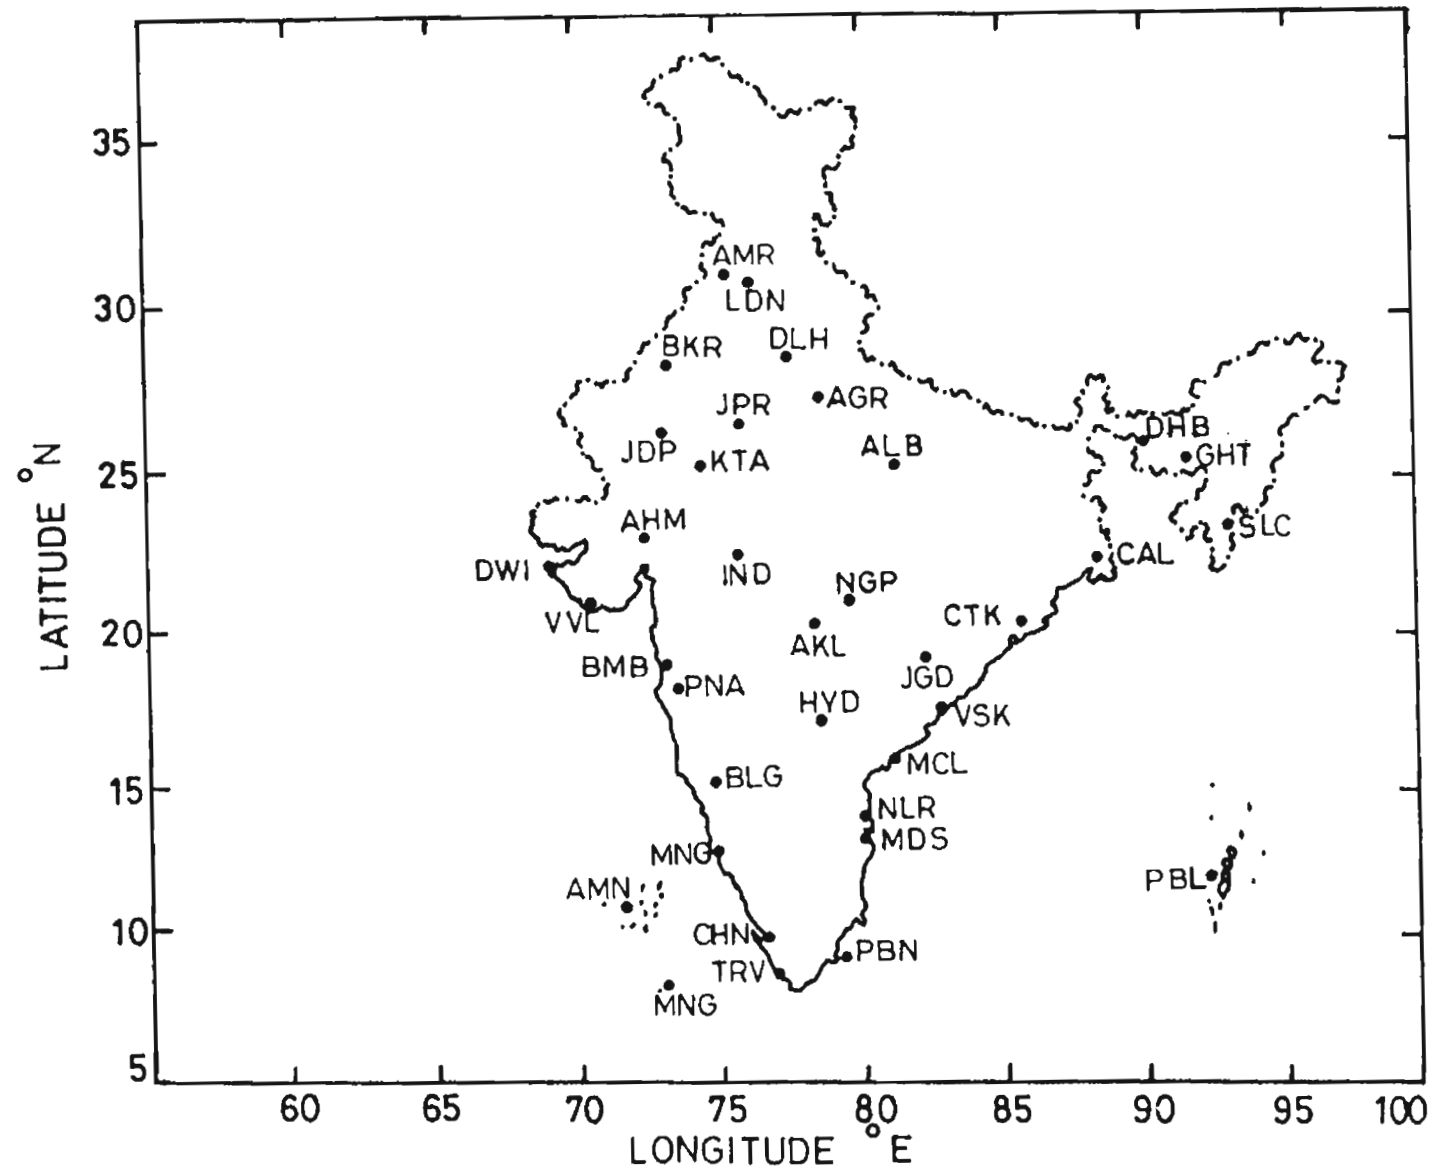 35
AMR
LDN
30
DLH
BKR
AGR
JPR
DHB
ALB
JDP
KTA
GHT
25
AHM
SLC
CAL
DWI
IND
NGP
VVL
CTK
20
AKL
BMB
JGD
PNA
HYD
VSK
MCL
BLG
15
NLR
MDS
MNG
PBL
AMN
10
CHN
PBN
TRV
MNG
5
LATITUDE °N
60 65 70 75 80 85 90 95 100
LONGITUDE °E